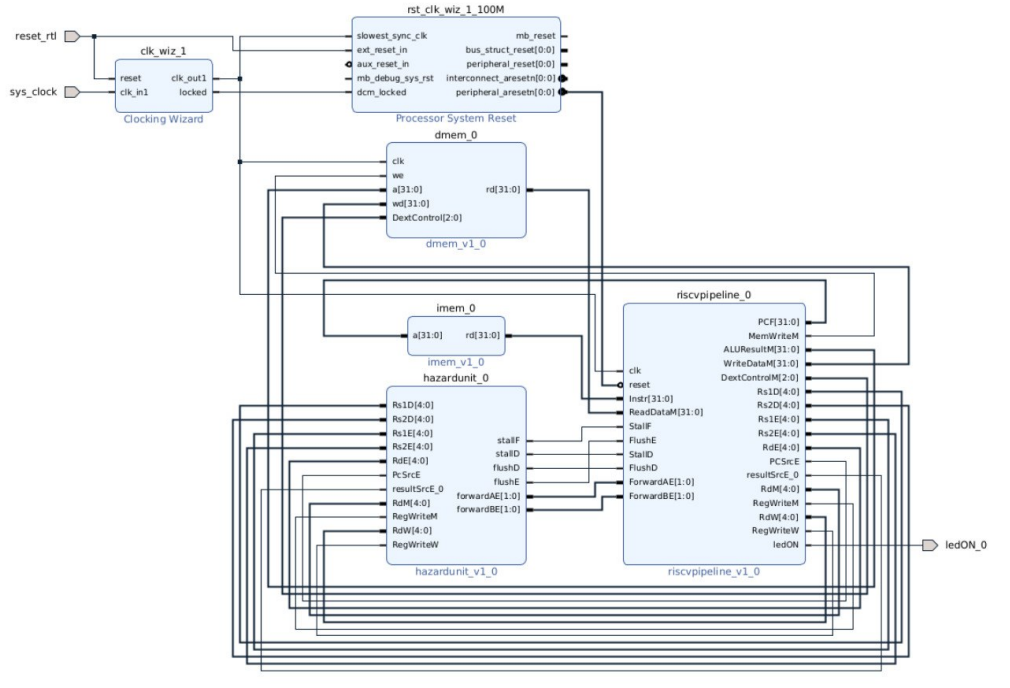 reset_rtl
sys_clock
clk_wiz_1
reset
clk_in1
clk_out1
locked
Clocking Wizard
rst_clk_wiz_1_100M
slowest_sync_clk
ext_reset_in
aux_reset_in
mb_debug_sys_rst
dcm_locked
mb_reset
bus_struct_reset[0:0]
peripheral_reset[0:0]
interconnect_aresetn[0:0]
peripheral_aresetn[0:0]
Processor System Reset
dmem_0
clk
we
a[31:0]
wd[31:0]
DextControl[2:0]
rd[31:0]
dmem_v1_0
imem_0
a[31:0]
rd[31:0]
imem_v1_0
hazardunit_0
Rs1D[4:0]
Rs2D[4:0]
Rs1E[4:0]
Rs2E[4:0]
RdE[4:0]
PcSrcE
resultSrcE_0
RdM[4:0]
RegWriteM
RdW[4:0]
RegWriteW
stallF
stallD
flushD
flushE
forwardAE[1:0]
forwardBE[1:0]
hazardunit_v1_0
riscvpipeline_0
clk
reset
Instr[31:0]
ReadDataM[31:0]
StallF
FlushE
StallD
FlushD
ForwardAE[1:0]
ForwardBE[1:0]
PCF[31:0]
MemWriteM
ALUResultM[31:0]
WriteDataM[31:0]
DextControlM[2:0]
Rs1D[4:0]
Rs2D[4:0]
Rs1E[4:0]
Rs2E[4:0]
RdE[4:0]
PCSrcE
resultSrcE_0
RdM[4:0]
RegWriteM
RdW[4:0]
RegWriteW
ledON
riscvpipeline_v1_0
ledON_0